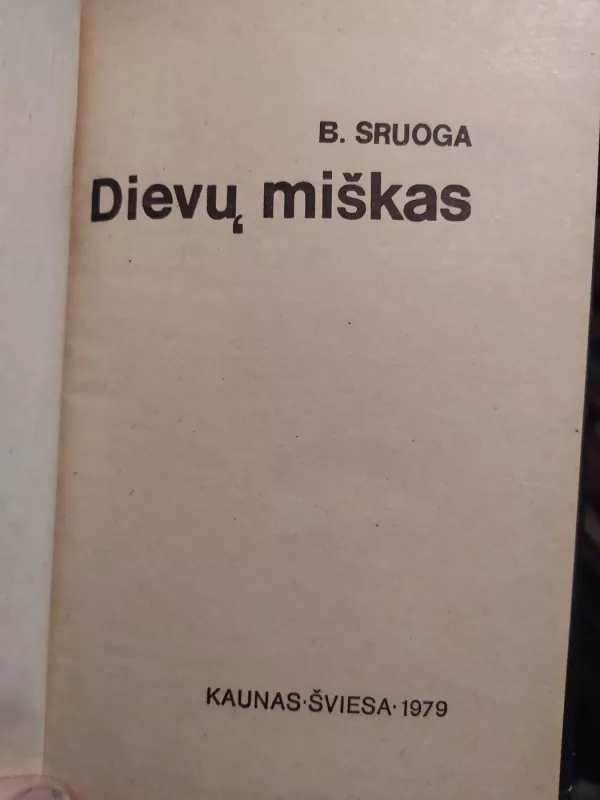 B. SRUOGA
Dievų miškas
KAUNAS·ŠVIESA·1979